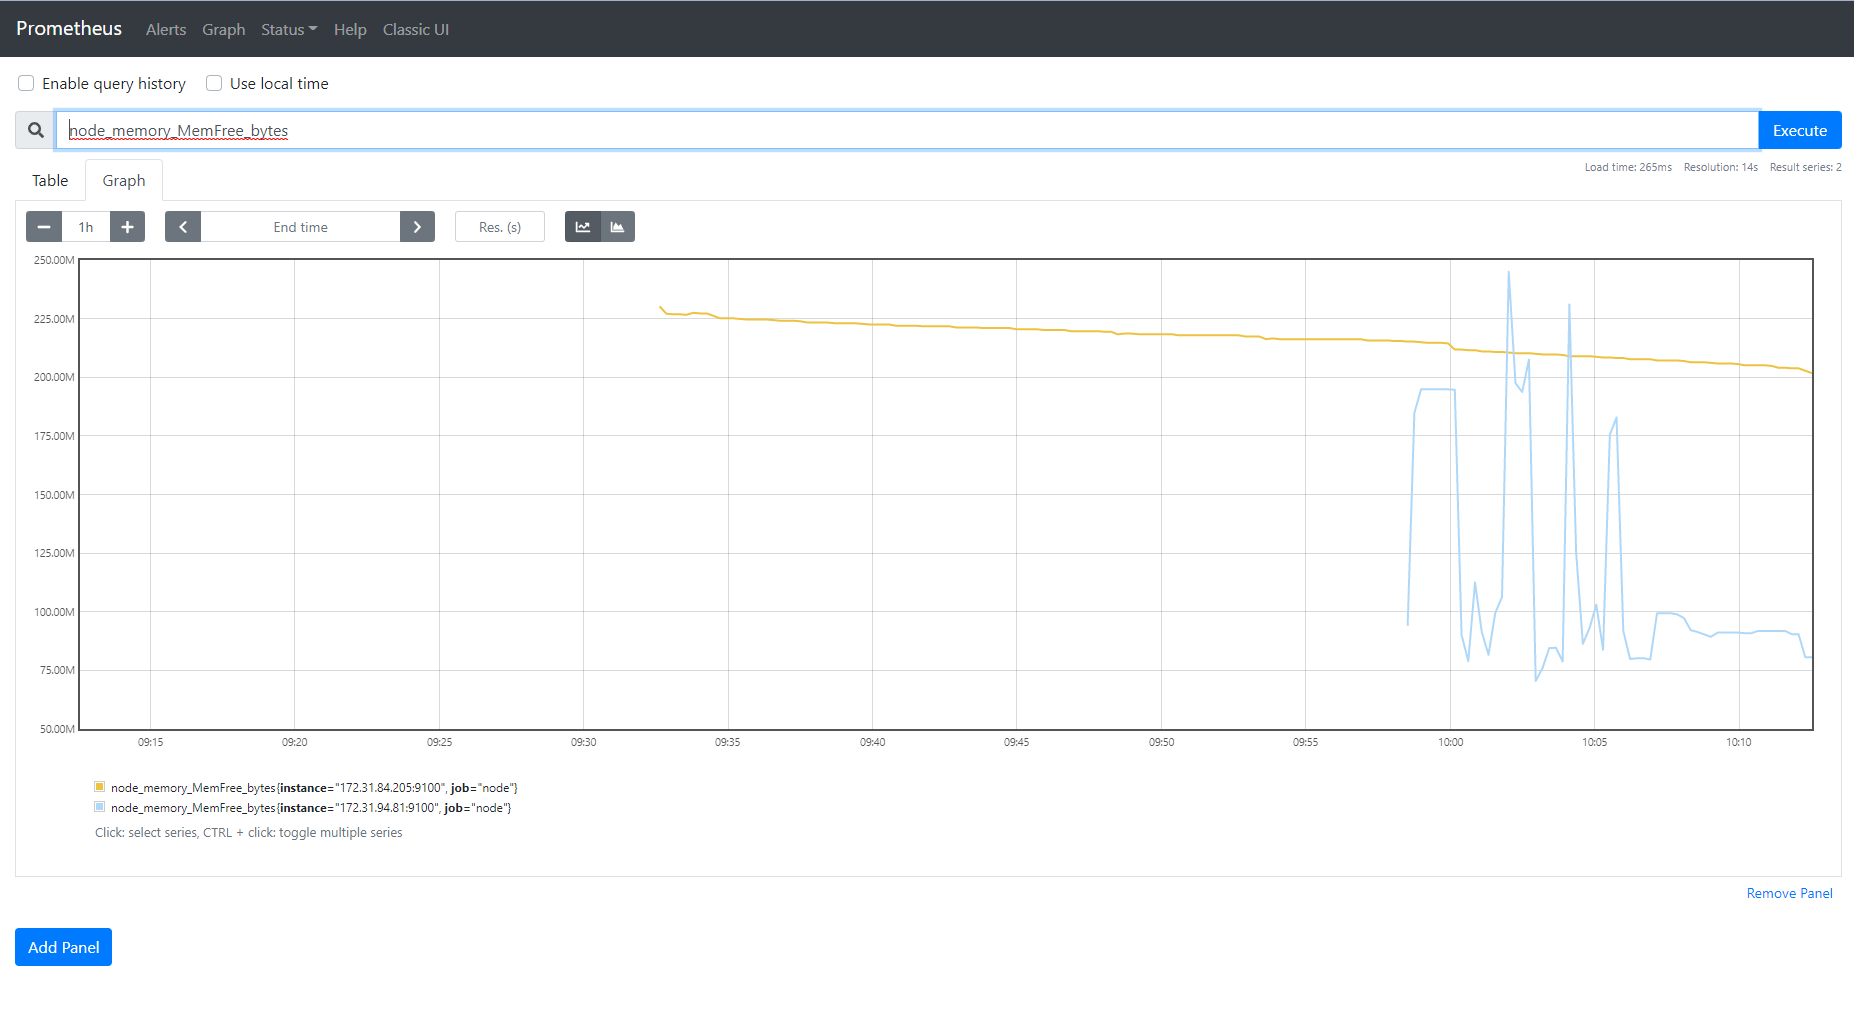 Prometheus Alerts Graph Status Help Classic UI
Enable query history Use local time
node_memory_MemFree_bytes Execute
Table Graph
Load time: 265ms Resolution: 14s Result series: 2
1h End time Res. (s)
250.00M
225.00M
200.00M
175.00M
150.00M
125.00M
100.00M
75.00M
50.00M
09:15 09:20 09:25 09:30 09:35 09:40 09:45 09:50 09:55 10:00 10:05 10:10
node_memory_MemFree_bytes{instance="172.31.84.205:9100", job="node"}
node_memory_MemFree_bytes{instance="172.31.94.81:9100", job="node"}
Click: select series, CTRL + click: toggle multiple series
Remove Panel
Add Panel